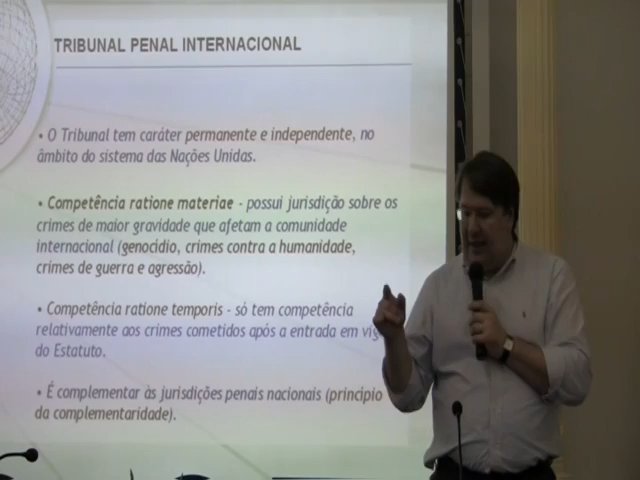 TRIBUNAL PENAL INTERNACIONAL
• O Tribunal tem caráter permanente e independente, no
âmbito do sistema das Nações Unidas.
• Competência ratione materiae - possui jurisdição sobre os
crimes de maior gravidade que afetam a comunidade
internacional (genocídio, crimes contra a humanidade,
crimes de guerra e agressão).
• Competência ratione temporis - só tem competência
relativamente aos crimes cometidos após a entrada em
do Estatuto.
• É complementar às jurisdições penais nacionais (princípio
da complementaridade).